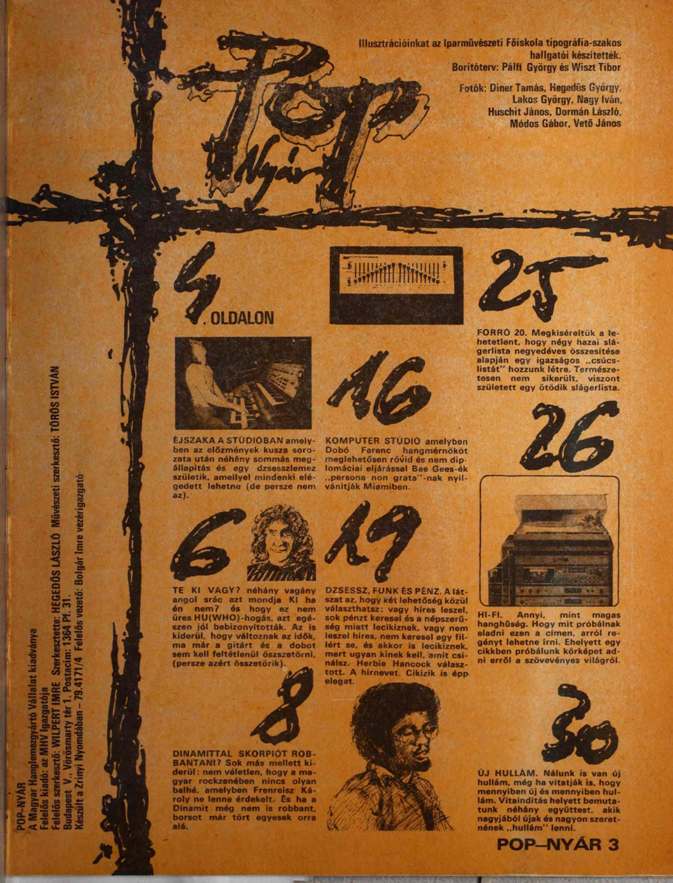 Pop
Nyár
Illusztrációinkat az Iparművészeti Főiskola tipográfia-szakos
hallgatói készítették.
Borítóterv: Pálfi György és Wiszt Tibor
Fotók: Diner Tamás, Hegedűs György,
Lakos György, Nagy Iván,
Huschit János, Dormán László,
Módos Gábor, Vető János
4
. OLDALON
ÉJSZAKA A STÚDIÓBAN amely-
ben az előzmények kusza soro-
zata után néhány sommás meg-
állapítás és egy dzsesszlemez
születik, amellyel mindenki elé-
gedett lehetne (de persze nem
az).
6
TE KI VAGY? néhány vagány
angol srác azt mondja Ki ha
én nem? és hogy ez nem
üres HU(WHO)-hogás, azt egé-
szen jól bebizonyították. Az is
kiderül, hogy változnak az idők,
ma már a gitárt és a dobot
sem kell feltétlenül összetörni,
(persze azért összetörik).
8
DINAMITTAL SKORPIÓT ROB-
BANTANI? Sok más mellett ki-
derül: nem véletlen, hogy a ma-
gyar rockzenében nincs olyan
balhé, amelyben Frenreisz Ká-
roly ne lenne érdekelt. És ha a
Dinamit még nem is robbant,
borsot már tört egyesek orra
alá.
16
KOMPUTER STÚDIÓ amelyben
Dobó Ferenc hangmérnököt
meglehetősen rövid és nem dip-
lomáciai eljárással Bee Gees-ék
„persona non grata"-nak nyil-
vánítják Miamiben.
19
DZSESSZ, FUNK ÉS PÉNZ. A lát-
szat az, hogy két lehetőség közül
választhatsz: vagy híres leszel,
sok pénzt keresel és a népszerű-
ség miatt lecikiznek, vagy nem
leszel híres, nem keresel egy fil-
lért se, és akkor is lecikiznek,
mert ugyan kinek kell, amit csi-
nálsz. Herbie Hancock válasz-
tott. A hírnevet. Cikizik is épp
eleget.
25
FORRÓ 20. Megkíséreltük a le-
hetetlent, hogy négy hazai slá-
gerlista negyedéves összesítése
alapján egy igazságos „csúcs-
listát" hozzunk létre. Természe-
tesen nem sikerült, viszont
született egy ötödik slágerlista.
26
HI-FI. Annyi, mint magas
hanghűség. Hogy mit próbálnak
eladni ezen a címen, arról re-
gényt lehetne írni. Ehelyett egy
cikkben próbálunk körképet ad-
ni erről a szövevényes világról.
30
ÚJ HULLÁM. Nálunk is van új
hullám, még ha vitatják is, hogy
mennyiben új és mennyiben hul-
lám. Vitaindítás helyett bemuta-
tunk néhány együttest, akik
nagyjából újak és nagyon szeret-
nének „hullám" lenni.
POP–NYÁR
A Magyar Hanglemezgyártó Vállalat kiadványa
Felelős kiadó: az MHV igazgatója
Felelős szerkesztő: WILPERT IMRE Szerkesztette: HEGEDŰS LÁSZLÓ Művészeti szerkesztő: TÖRÖS ISTVÁN
Budapest V., Vörösmarty tér 1. Postacím: 1364 Pf. 31.
Készült a Zrínyi Nyomdában – 79.4171/4 Felelős vezető: Bolgár Imre vezérigazgató
POP–NYÁR 3